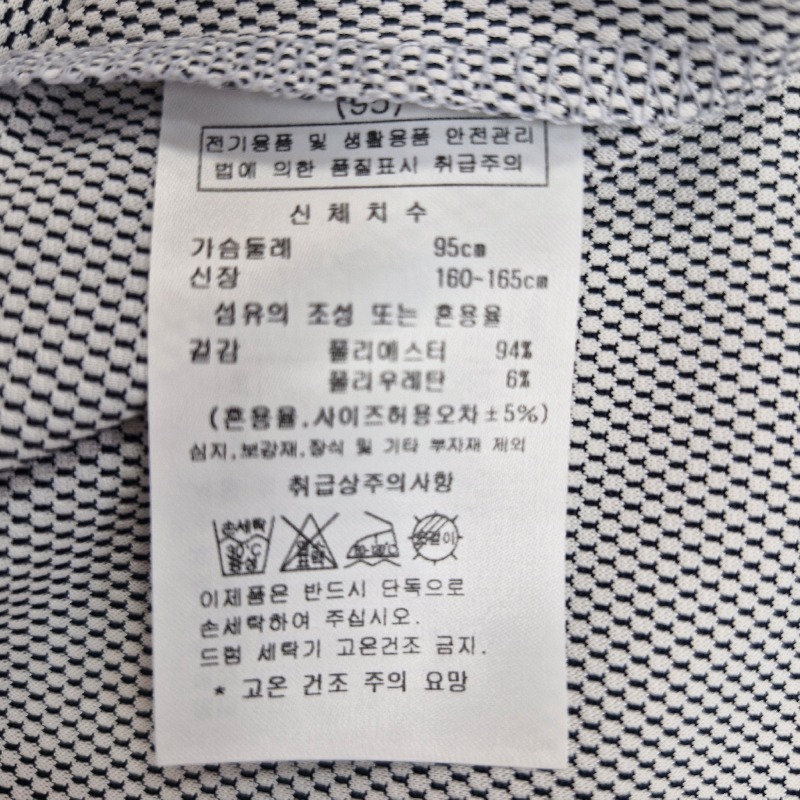 (95)
전기용품 및 생활용품 안전관리
법에 의한 품질표시 취급주의
신체치수
가슴둘레 95cm
신장 160~165cm
섬유의 조성 또는 혼용율
겉감 폴리에스터 94%
폴리우레탄 6%
(혼용율,사이즈허용오차±5%)
심지,보강재,장식 및 기타 부자재 제외
취급상주의사항
손세탁
이제품은 반드시 단독으로
손세탁하여 주십시오.
드럼 세탁기 고온건조 금지.
* 고온 건조 주의 요망